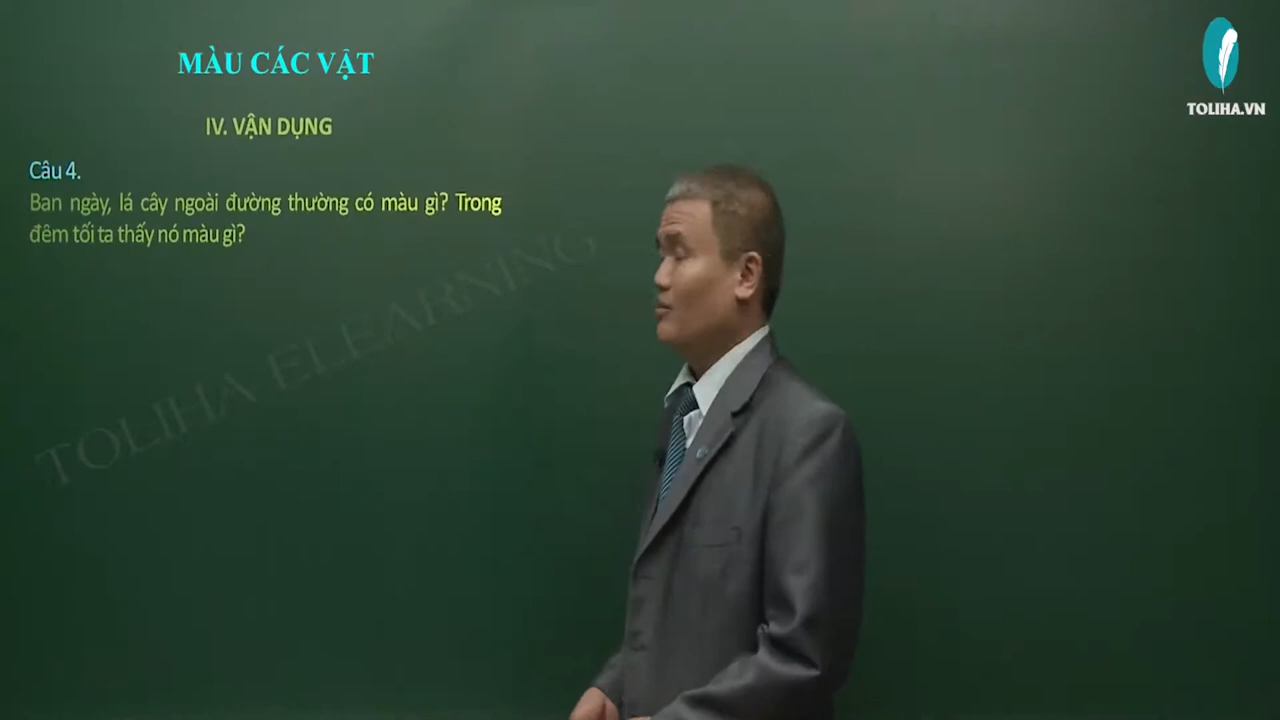 MÀU CÁC VẬT
TOLIHA.VN
IV. VẬN DỤNG
Câu 4.
Ban ngày, lá cây ngoài đường thường có màu gì? Trong
đêm tối ta thấy nó màu gì?
TOLIHA ELEARNING